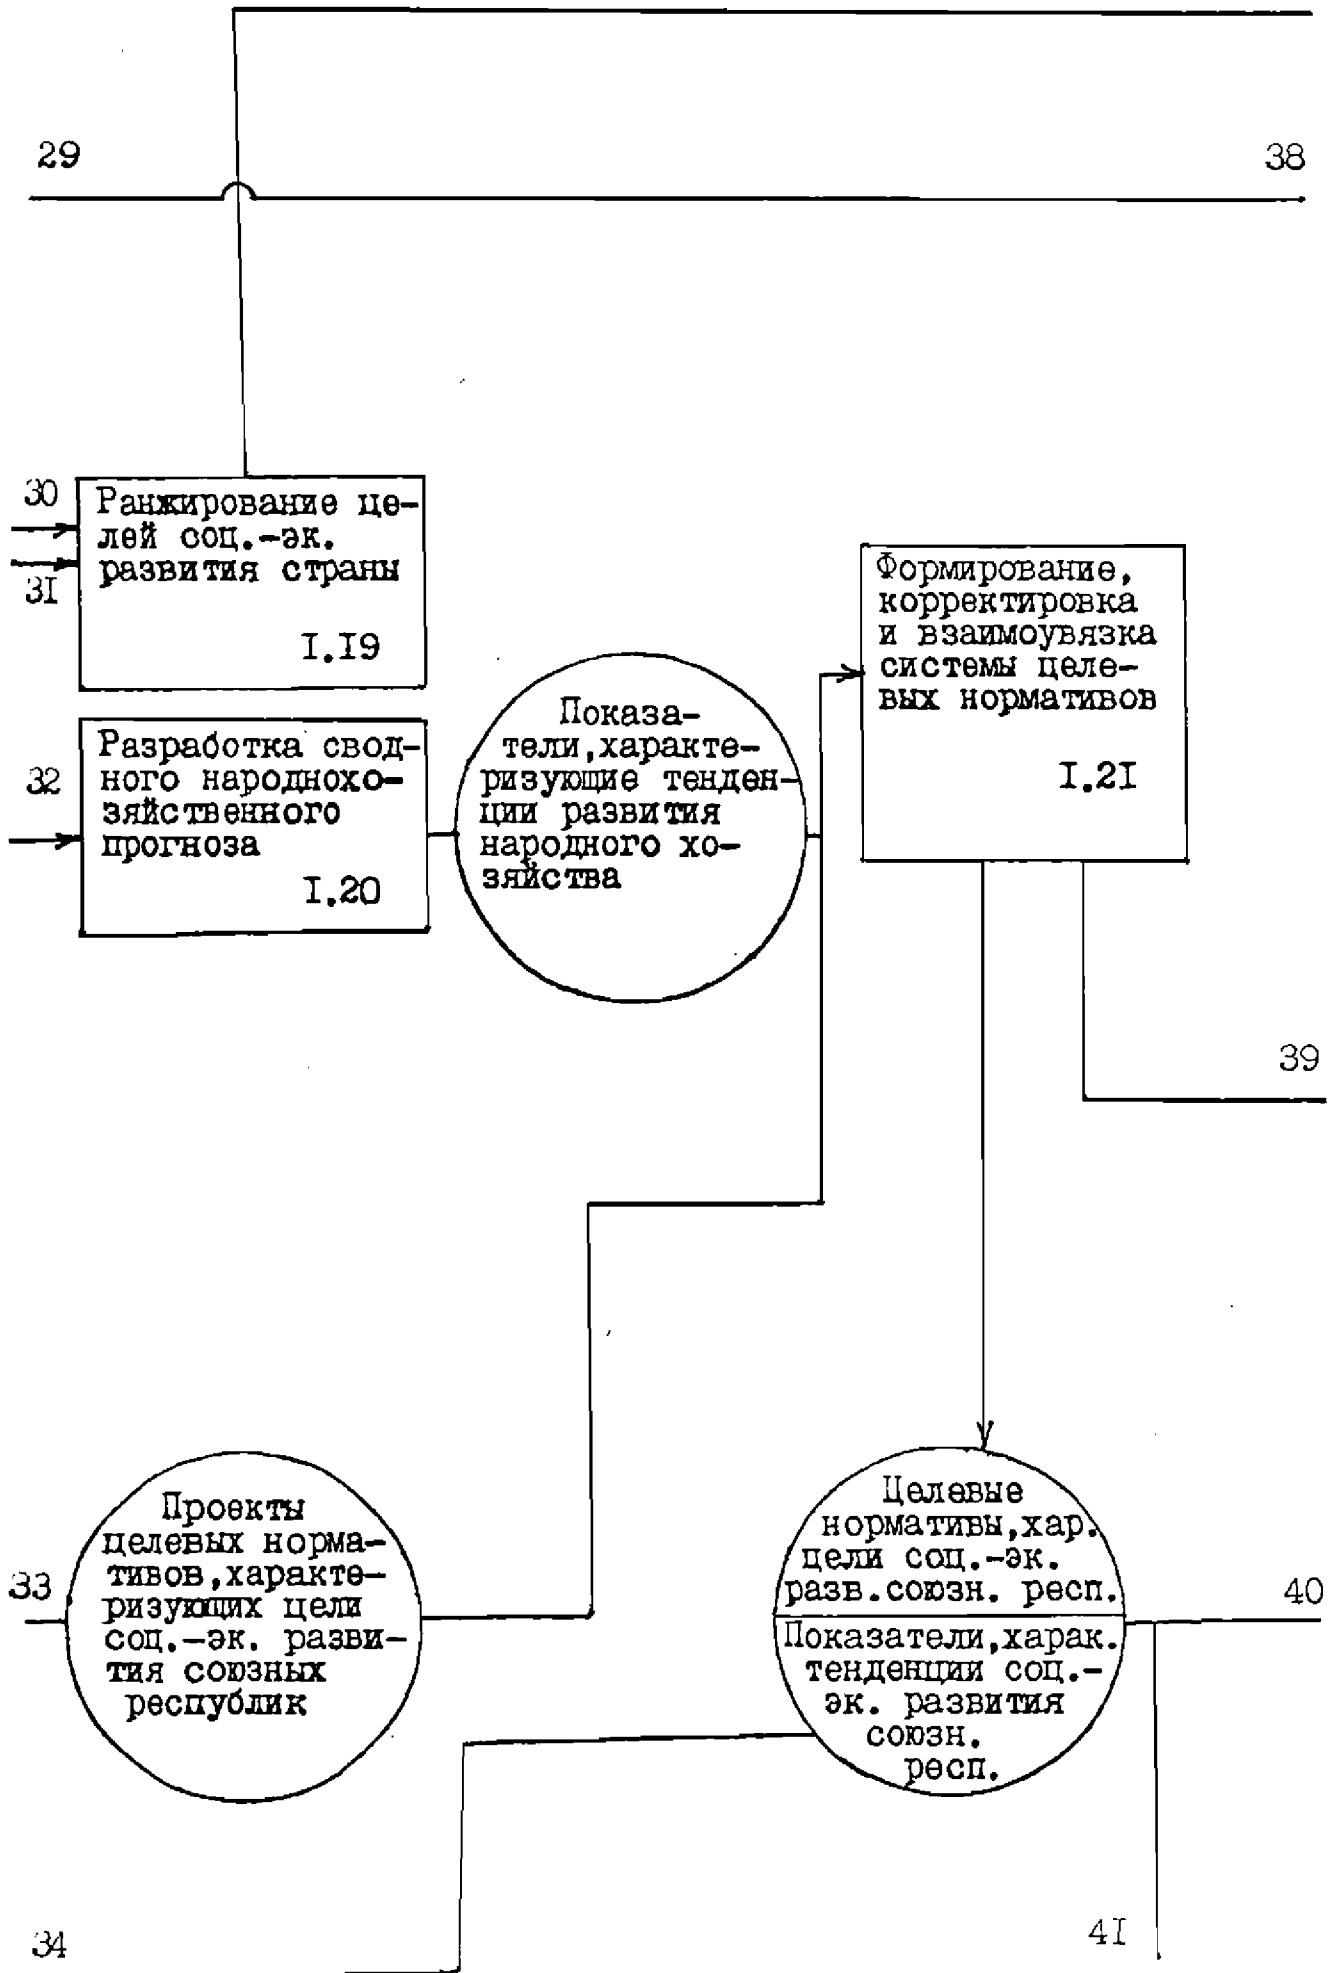 29
38
30
31
Ранжирование це-
лей соц.-эк.
развития страны
I.I9
32
Разработка свод-
ного народнохо-
зяйственного
прогноза
I.20
Показа-
тели,характе-
ризующие тенден-
ции развития
народного хо-
зяйства
Формирование,
корректировка
и взаимоувязка
системы целе-
вых нормативов
I.2I
39
33
Проекты
целевых норма-
тивов,характе-
ризующих цели
соц.-эк. разви-
тия союзных
республик
Целевые
нормативы,хар.
цели соц.-эк.
разв.союзн. респ.
Показатели,харак.
тенденции соц.-
эк. развития
союзн.
респ.
40
34
4I